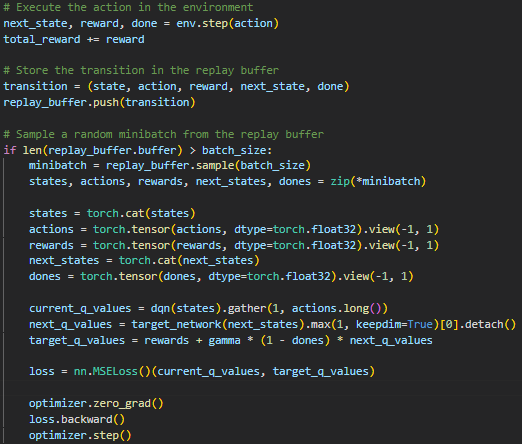 # Execute the action in the environment
next_state, reward, done = env.step(action)
total_reward += reward

# Store the transition in the replay buffer
transition = (state, action, reward, next_state, done)
replay_buffer.push(transition)

# Sample a random minibatch from the replay buffer
if len(replay_buffer.buffer) > batch_size:
    minibatch = replay_buffer.sample(batch_size)
    states, actions, rewards, next_states, dones = zip(*minibatch)

    states = torch.cat(states)
    actions = torch.tensor(actions, dtype=torch.float32).view(-1, 1)
    rewards = torch.tensor(rewards, dtype=torch.float32).view(-1, 1)
    next_states = torch.cat(next_states)
    dones = torch.tensor(dones, dtype=torch.float32).view(-1, 1)

    current_q_values = dqn(states).gather(1, actions.long())
    next_q_values = target_network(next_states).max(1, keepdim=True)[0].detach()
    target_q_values = rewards + gamma * (1 - dones) * next_q_values

    loss = nn.MSELoss()(current_q_values, target_q_values)

    optimizer.zero_grad()
    loss.backward()
    optimizer.step()